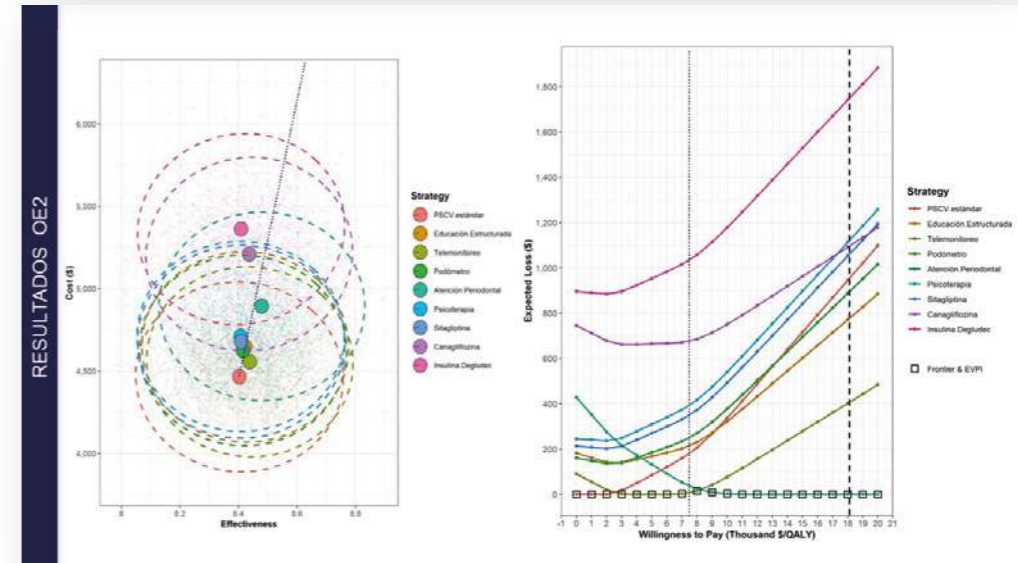 RESULTADOS OE2
Cost ($)
6,000
5,500
5,000
4,500
4,000
8
8.2
8.4
8.6
8.8
Effectiveness
Strategy
PSCV estándar
Educación Estructurada
Telemonitoreo
Podómetro
Atención Periodontal
Psicoterapia
Sitagliptina
Canagliflozina
Insulina Degludec
Expected Loss ($)
1,800
1,600
1,400
1,200
1,000
800
600
400
200
0
-1 0 1 2 3 4 5 6 7 8 9 10 11 12 13 14 15 16 17 18 19 20 21
Willingness to Pay (Thousand $/QALY)
Strategy
PSCV estándar
Educación Estructurada
Telemonitoreo
Podómetro
Atención Periodontal
Psicoterapia
Sitagliptina
Canagliflozina
Insulina Degludec
Frontier & EVPI